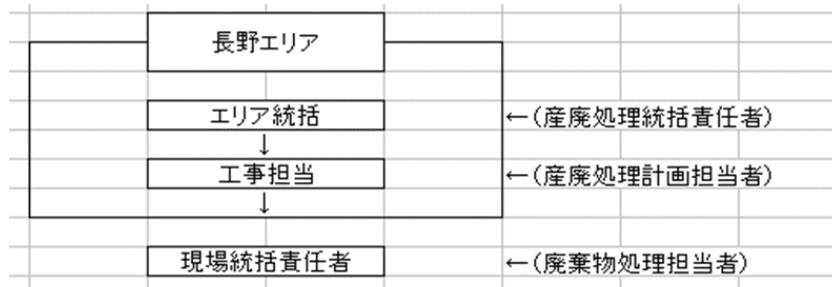 長野エリア
エリア統括 ←(産廃処理統括責任者)
↓
工事担当 ←(産廃処理計画担当者)
↓
現場統括責任者 ←(廃棄物処理担当者)